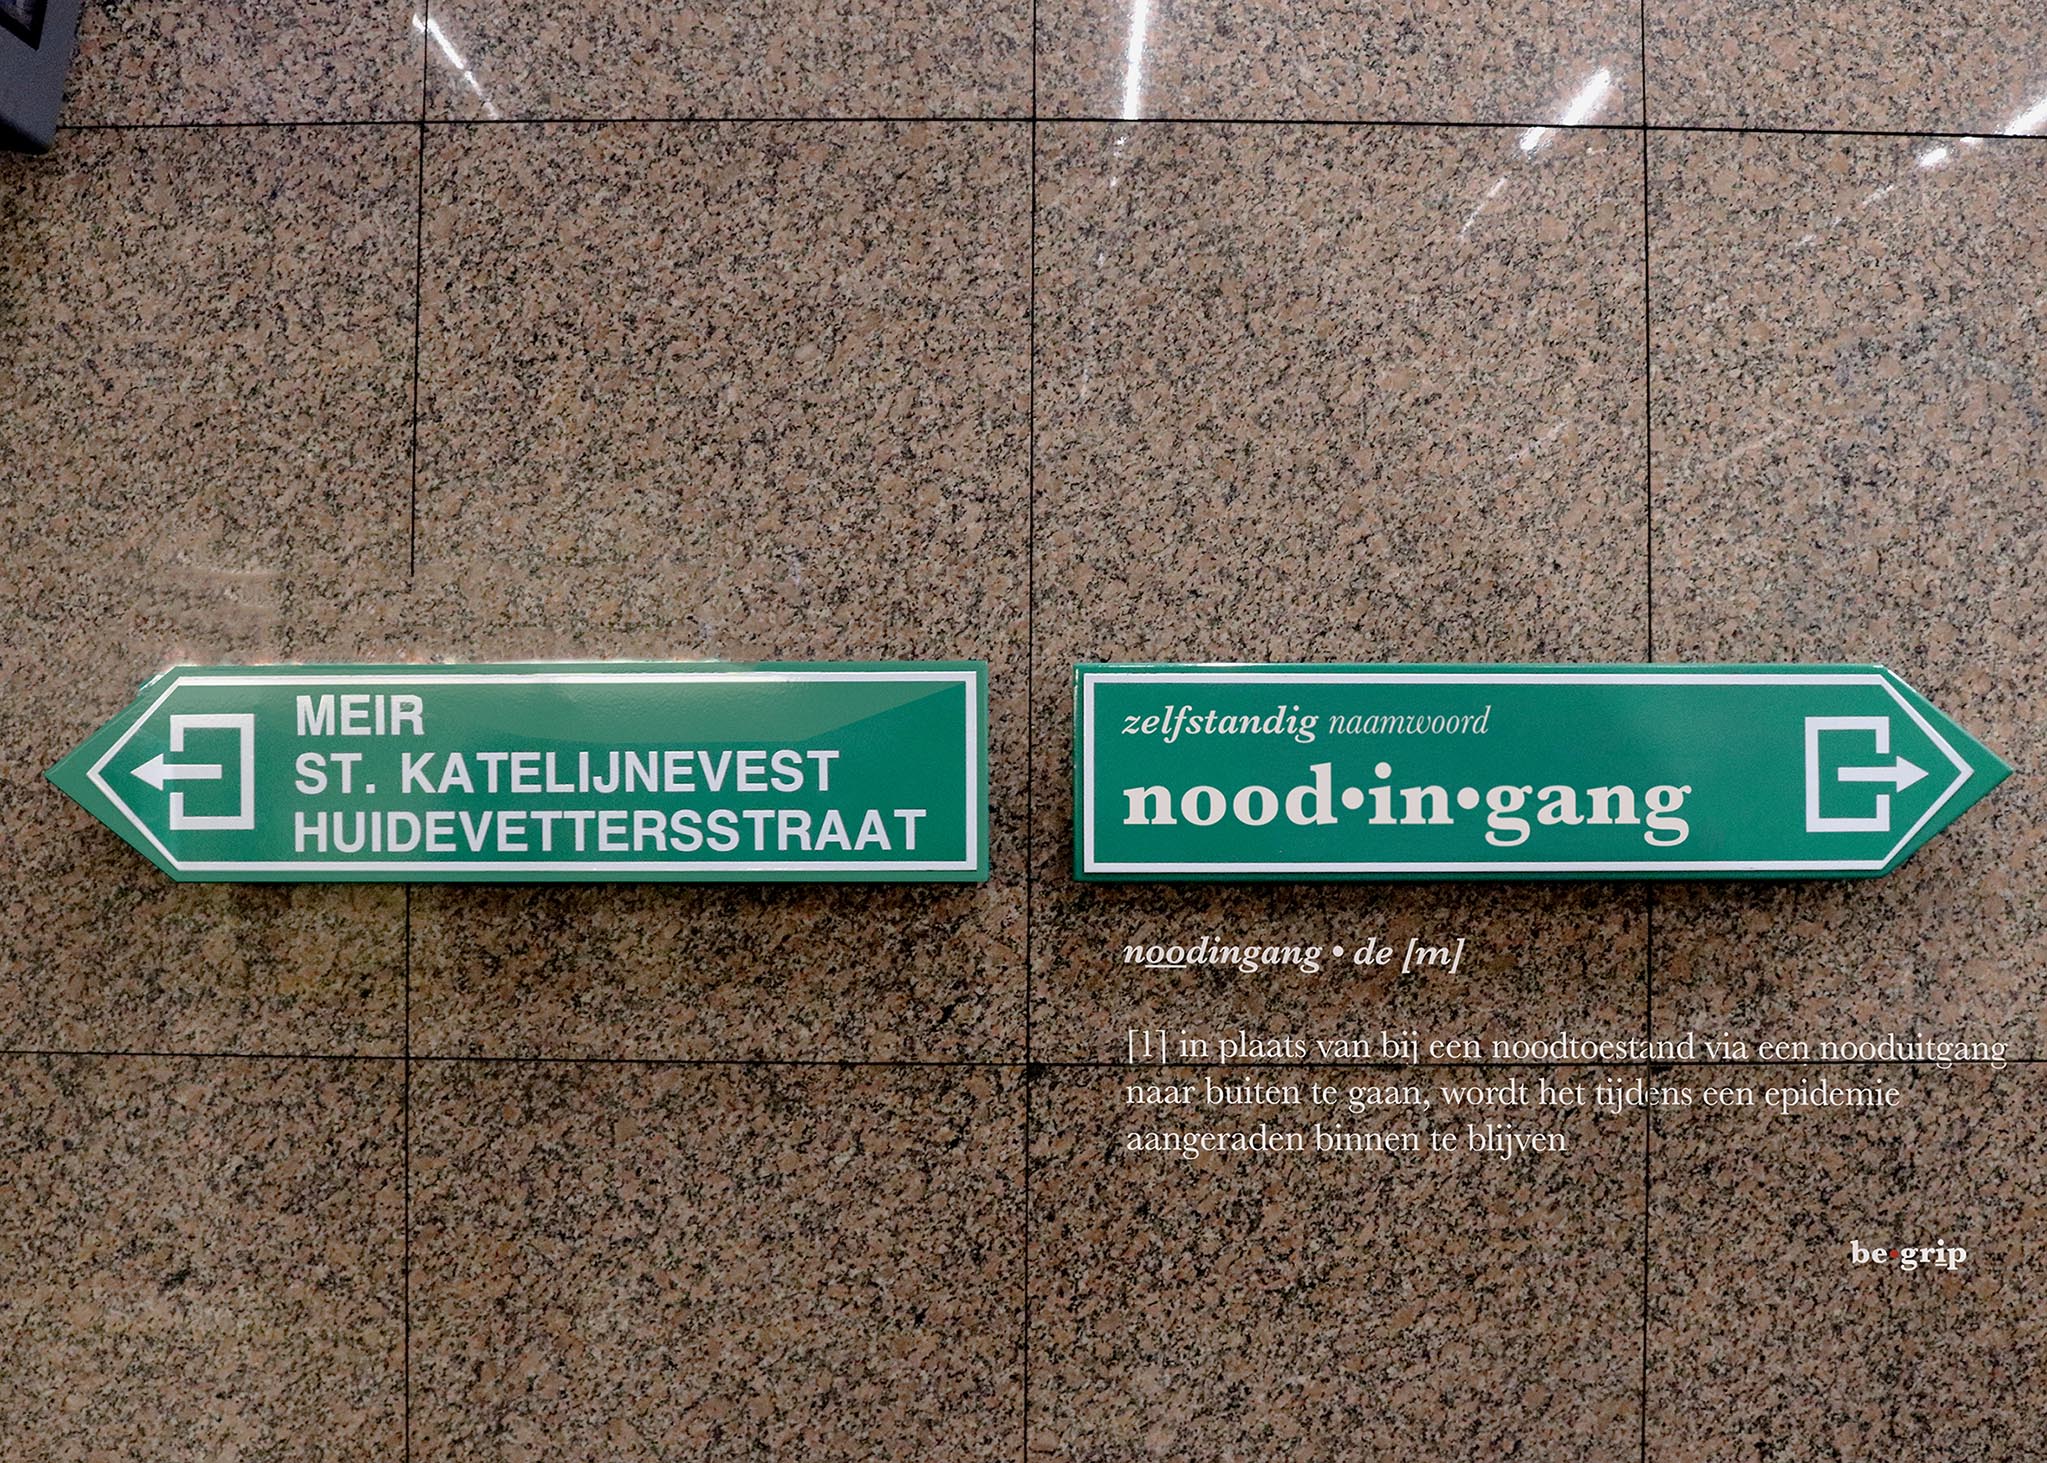 MEIR
ST. KATELIJNEVEST
HUIDEVETTERSSTRAAT
zelfstandig naamwoord
nood•in•gang
noodingang • de [m]
[1] in plaats van bij een noodtoestand via een nooduitgang
naar buiten te gaan, wordt het tijdens een epidemie
aangeraden binnen te blijven
be•grip